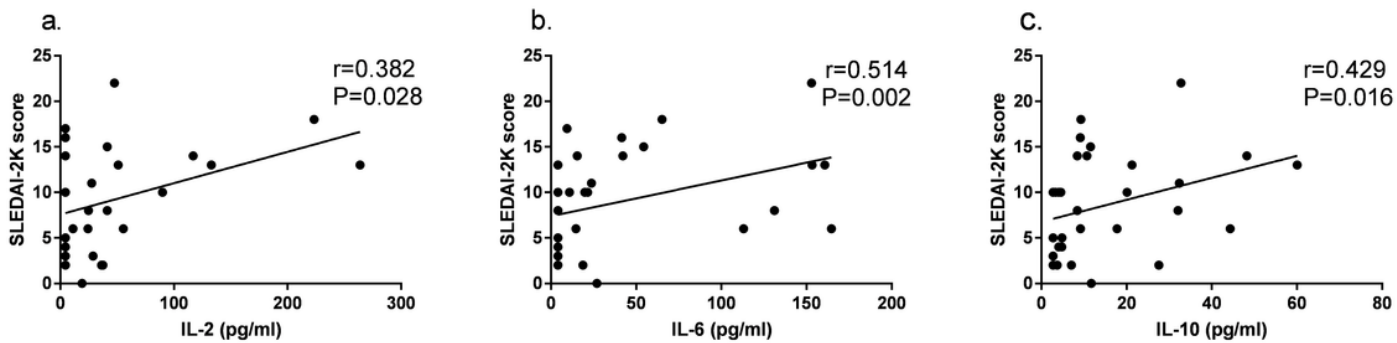 a.
SLEDAI-2K score
25
20
15
10
5
0
r=0.382
P=0.028
0 100 200 300
IL-2 (pg/ml)
b.
SLEDAI-2K score
25
20
15
10
5
0
r=0.514
P=0.002
0 50 100 150 200
IL-6 (pg/ml)
c.
SLEDAI-2K score
25
20
15
10
5
0
r=0.429
P=0.016
0 20 40 60 80
IL-10 (pg/ml)